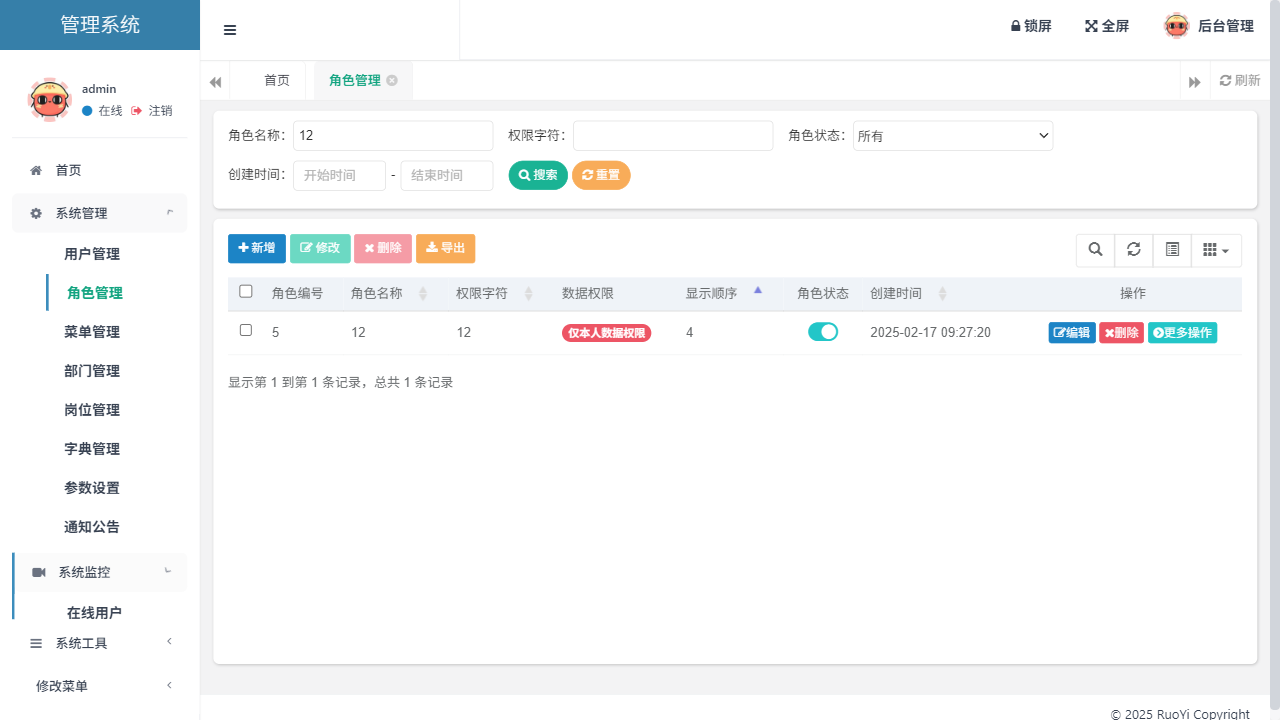 管理系统
锁屏 全屏 后台管理
admin
在线 注销
首页 角色管理 刷新
首页
系统管理
用户管理
角色管理
菜单管理
部门管理
岗位管理
字典管理
参数设置
通知公告
系统监控
在线用户
系统工具
修改菜单
角色名称： 12 权限字符： 角色状态： 所有
创建时间： 开始时间 - 结束时间 搜索 重置
新增 修改 删除 导出
角色编号 角色名称 权限字符 数据权限 显示顺序 角色状态 创建时间 操作
5 12 12 仅本人数据权限 4 2025-02-17 09:27:20 编辑 删除 更多操作
显示第 1 到第 1 条记录，总共 1 条记录
© 2025 RuoYi Copyright